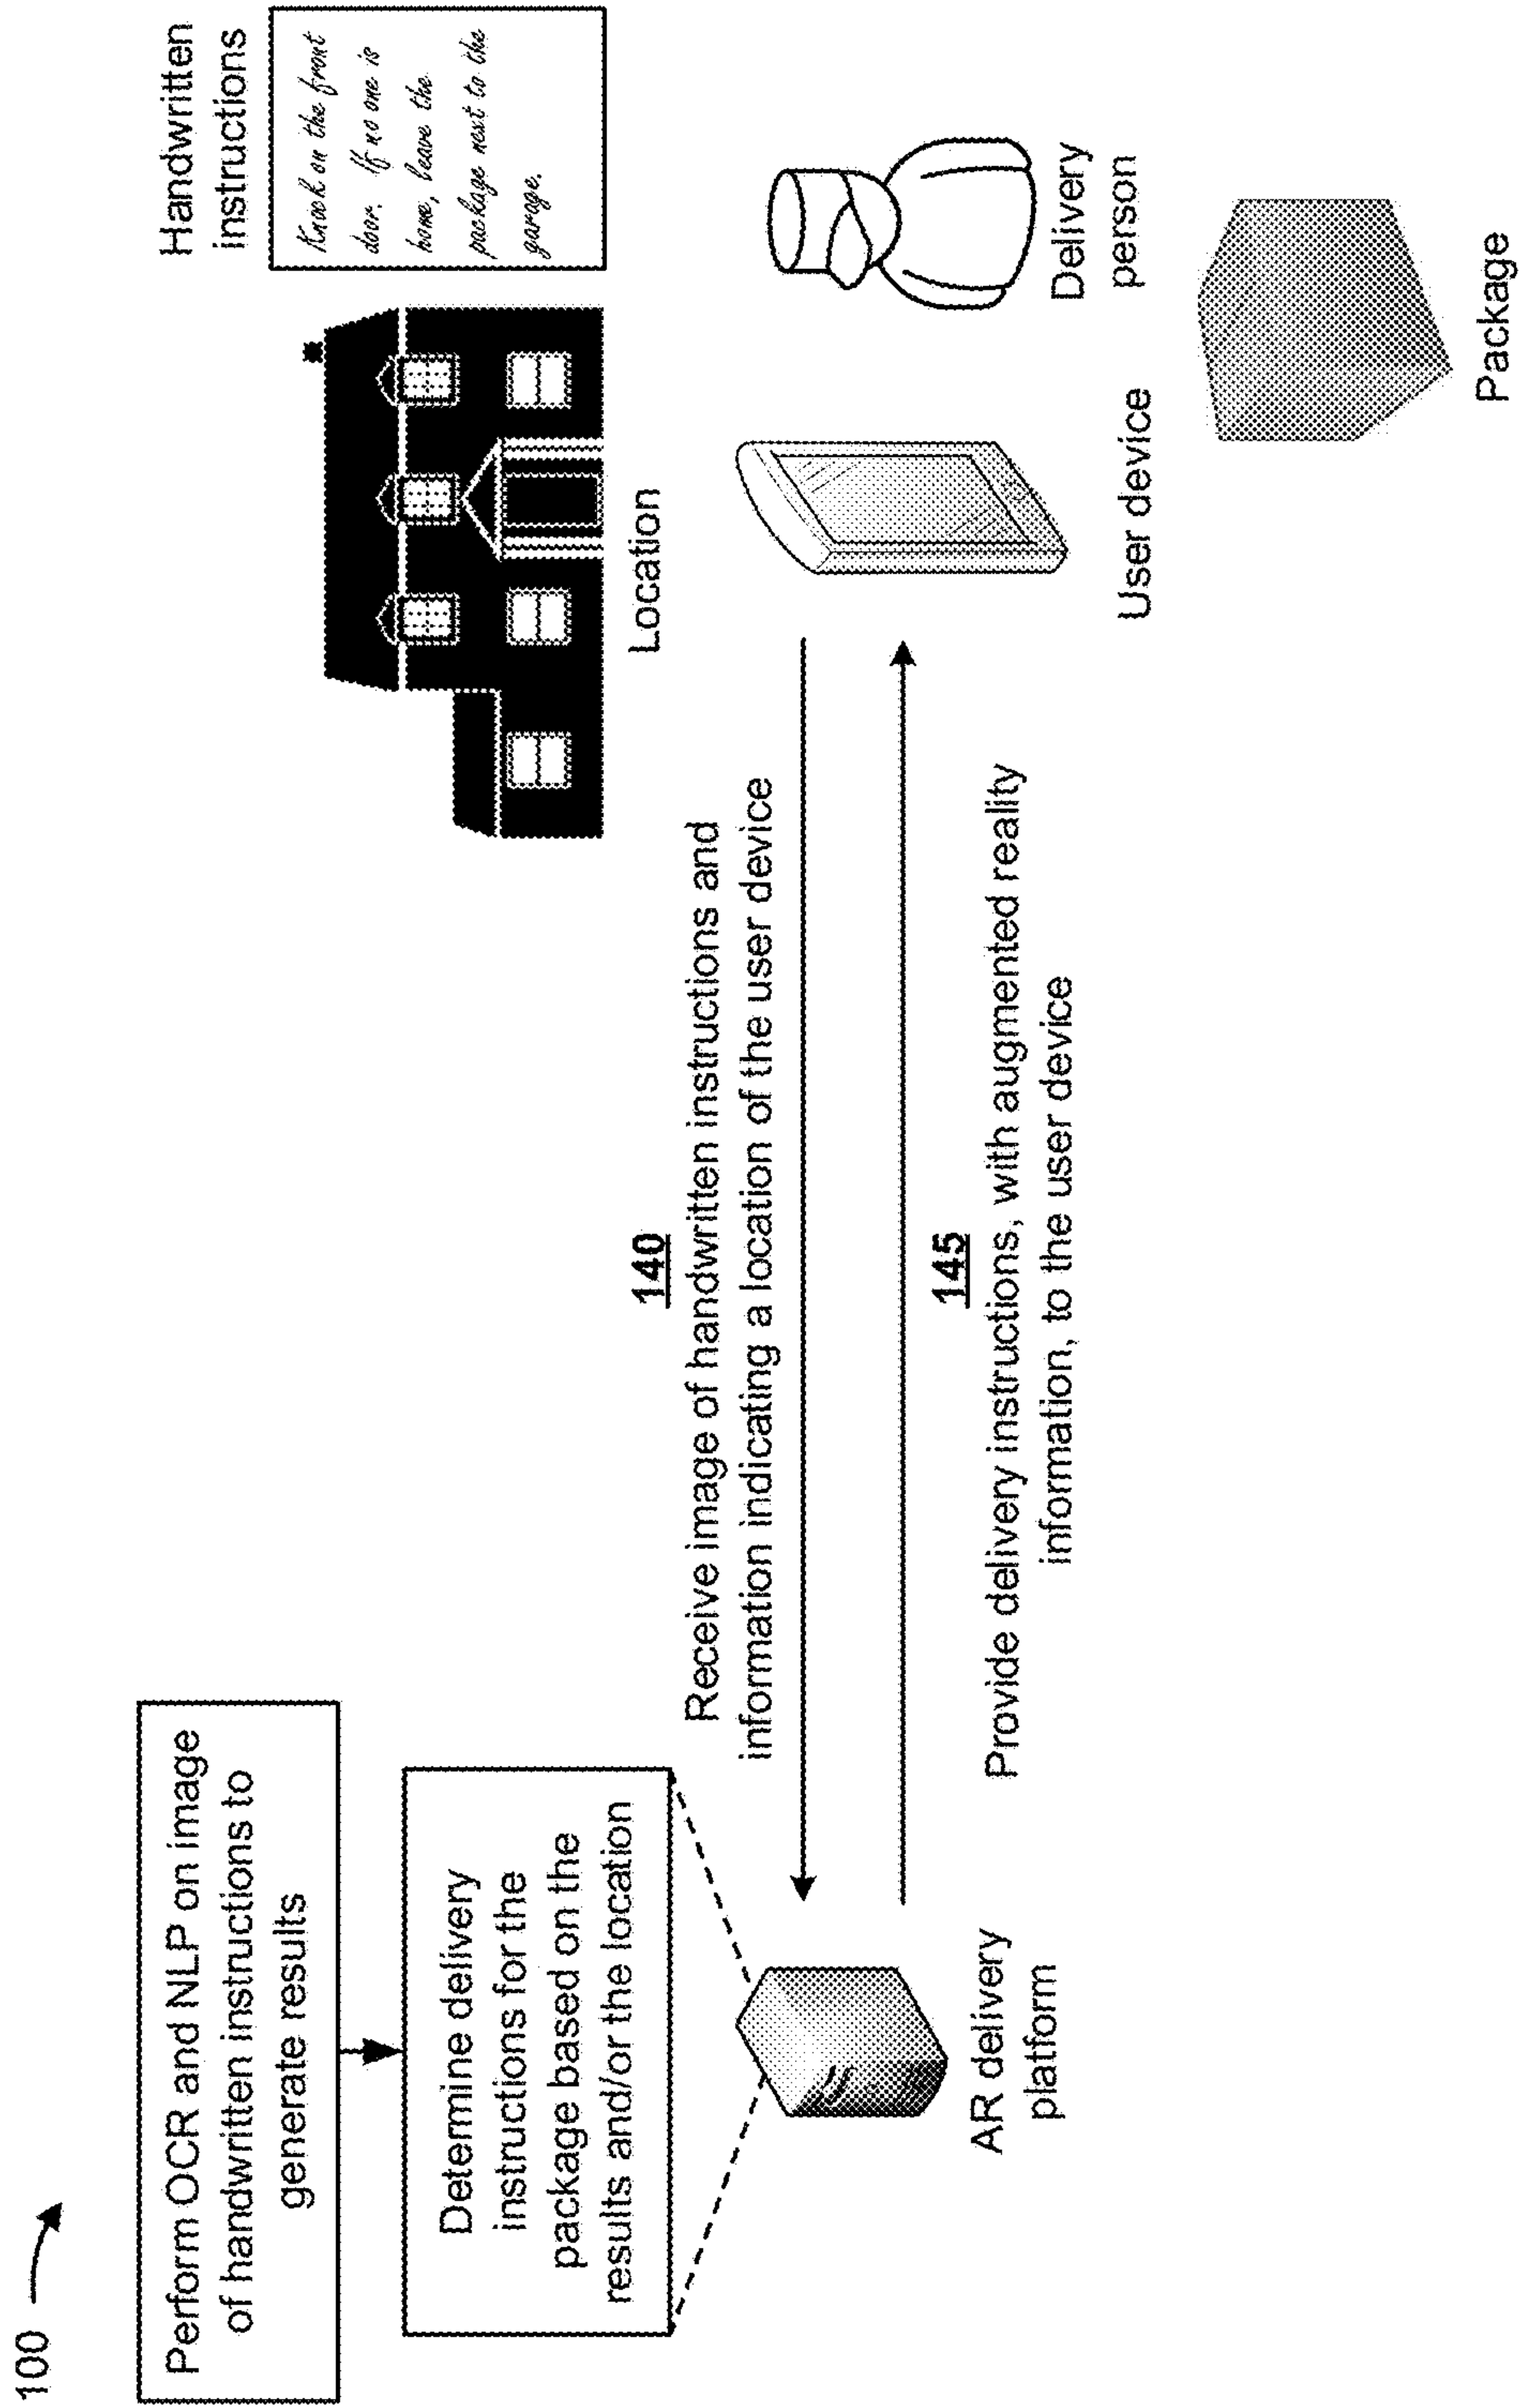 100
Perform OCR and NLP on image
of handwritten instructions to
generate results
Determine delivery
instructions for the
package based on the
results and/or the location
AR delivery
platform
140
Receive image of handwritten instructions and
information indicating a location of the user device
145
Provide delivery instructions, with augmented reality
information, to the user device
Handwritten
instructions
Knock on the front
door. If no one is
home, leave the
package next to the
garage.
Location
User device
Delivery
person
Package